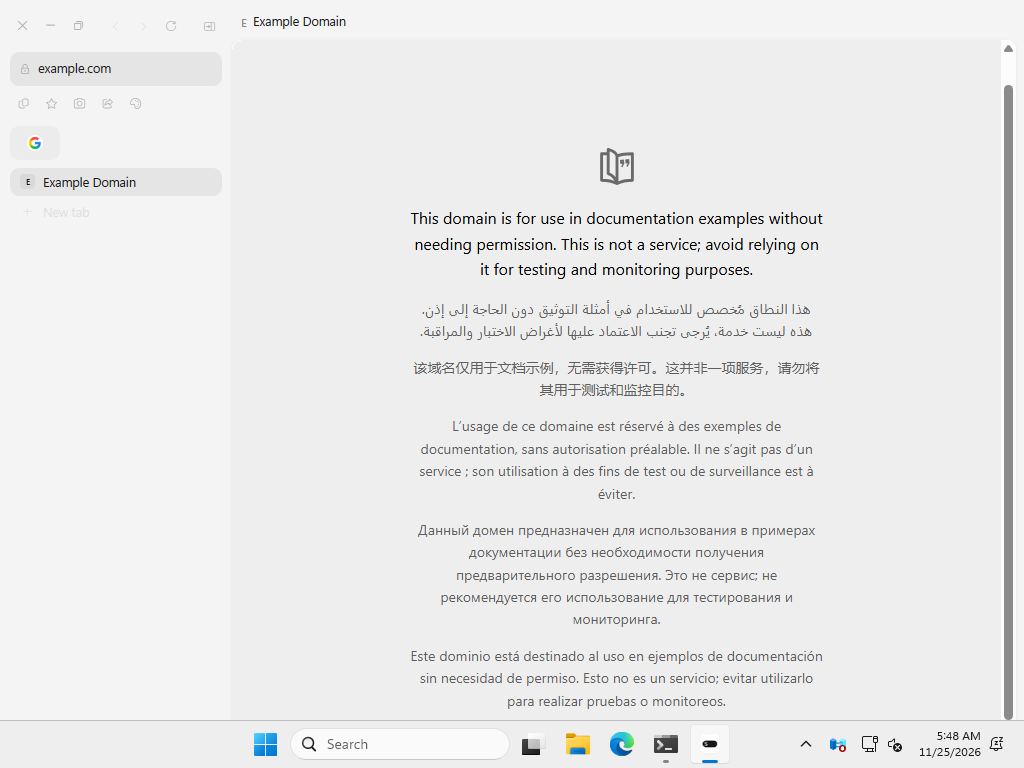 E Example Domain
example.com
E Example Domain
+ New tab
This domain is for use in documentation examples without
needing permission. This is not a service; avoid relying on
it for testing and monitoring purposes.
هذا النطاق مُخصص للاستخدام في أمثلة التوثيق دون الحاجة إلى إذن.
هذه ليست خدمة، يُرجى تجنب الاعتماد عليها لأغراض الاختبار والمراقبة.
该域名仅用于文档示例，无需获得许可。这并非一项服务，请勿将
其用于测试和监控目的。
L’usage de ce domaine est réservé à des exemples de
documentation, sans autorisation préalable. Il ne s’agit pas d’un
service ; son utilisation à des fins de test ou de surveillance est à
éviter.
Данный домен предназначен для использования в примерах
документации без необходимости получения
предварительного разрешения. Это не сервис; не
рекомендуется его использование для тестирования и
мониторинга.
Este dominio está destinado al uso en ejemplos de documentación
sin necesidad de permiso. Esto no es un servicio; evitar utilizarlo
para realizar pruebas o monitoreos.
Search
5:48 AM
11/25/2026